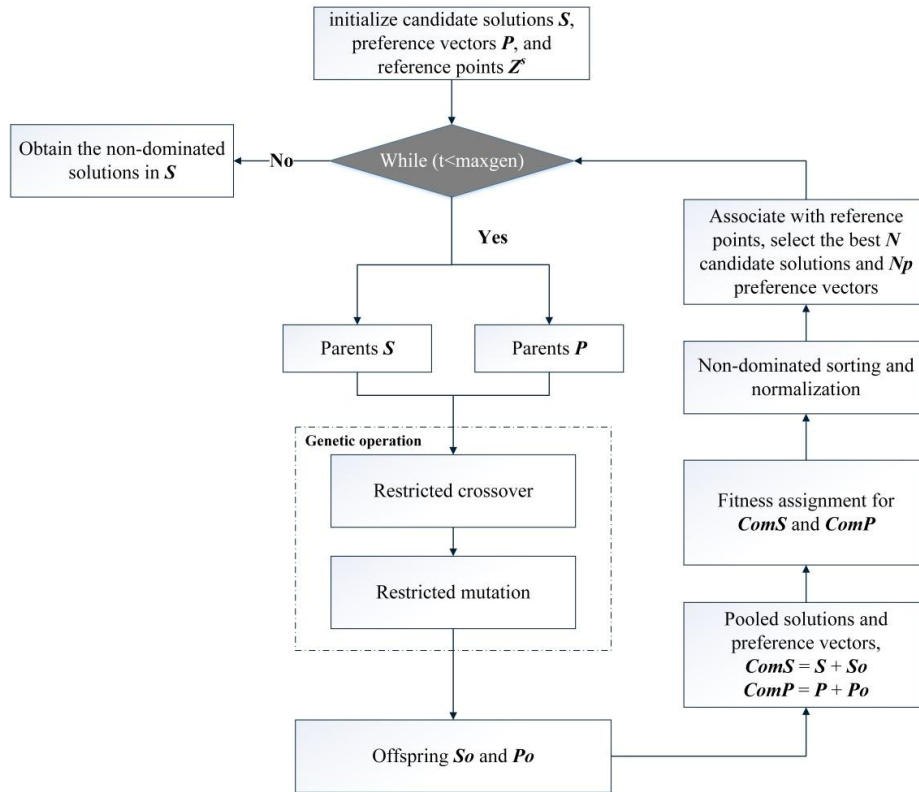 initialize candidate solutions S,
preference vectors P, and
reference points Zˢ
While (t<maxgen)
No
Obtain the non-dominated
solutions in S
Yes
Parents S
Parents P
Genetic operation
Restricted crossover
Restricted mutation
Offspring So and Po
Pooled solutions and
preference vectors,
ComS = S + So
ComP = P + Po
Fitness assignment for
ComS and ComP
Non-dominated sorting and
normalization
Associate with reference
points, select the best N
candidate solutions and Np
preference vectors